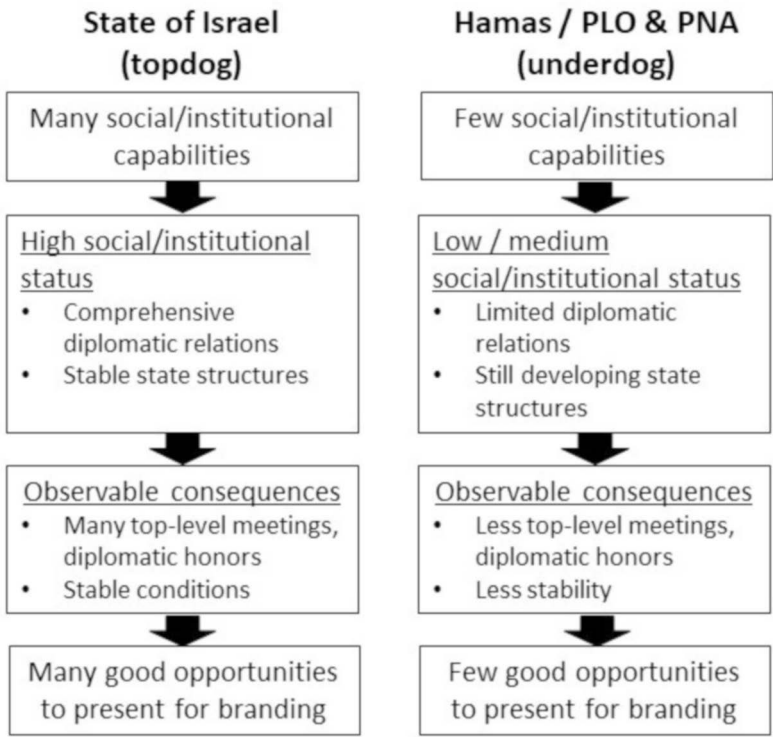 State of Israel
(topdog)
Many social/institutional
capabilities
High social/institutional
status
• Comprehensive
diplomatic relations
• Stable state structures
Observable consequences
• Many top-level meetings,
diplomatic honors
• Stable conditions
Many good opportunities
to present for branding
Hamas / PLO & PNA
(underdog)
Few social/institutional
capabilities
Low / medium
social/institutional status
• Limited diplomatic
relations
• Still developing state
structures
Observable consequences
• Less top-level meetings,
diplomatic honors
• Less stability
Few good opportunities
to present for branding